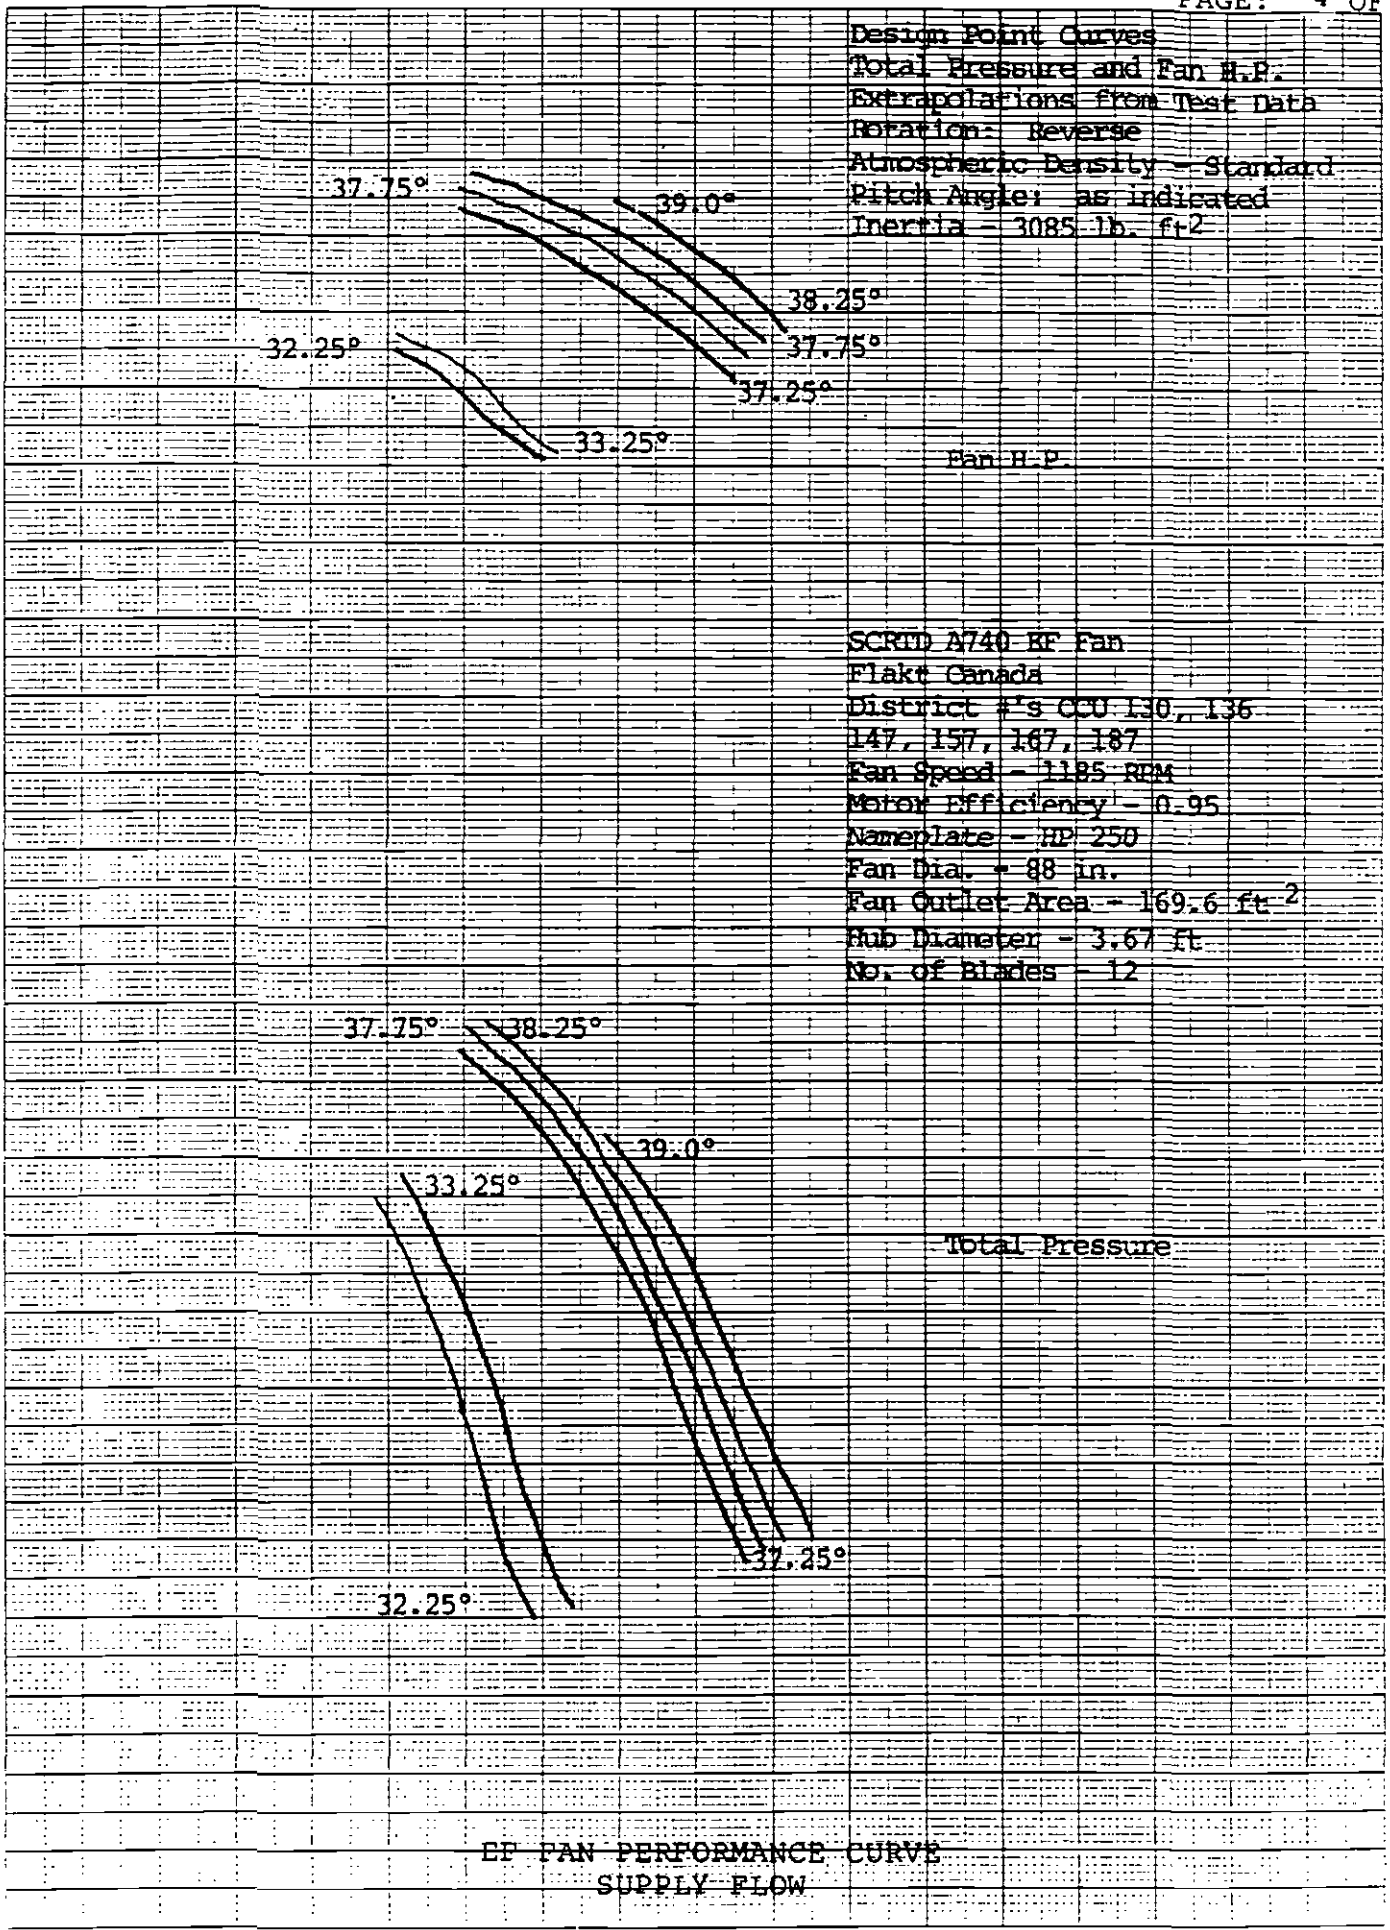 PAGE: 4 OF
Design Point Curves
Total Pressure and Fan H.P.
Extrapolations from Test Data
Rotation: Reverse
Atmospheric Density - Standard
Pitch Angle: as indicated
Inertia - 3085 lb. ft2
37.75°
39.0°
38.25°
32.25°
37.75°
37.25°
33.25°
Fan H.P.
SCRTD A740 EF Fan
Flakt Canada
District #'s CCU 130, 136
147, 157, 167, 187
Fan Speed - 1185 RPM
Motor Efficiency - 0.95
Nameplate - HP 250
Fan Dia. - 88 in.
Fan Outlet Area - 169.6 ft 2
Hub Diameter - 3.67 ft
No. of Blades - 12
37.75° 38.25°
39.0°
33.25°
Total Pressure
37.25°
32.25°
EF FAN PERFORMANCE CURVE
SUPPLY FLOW